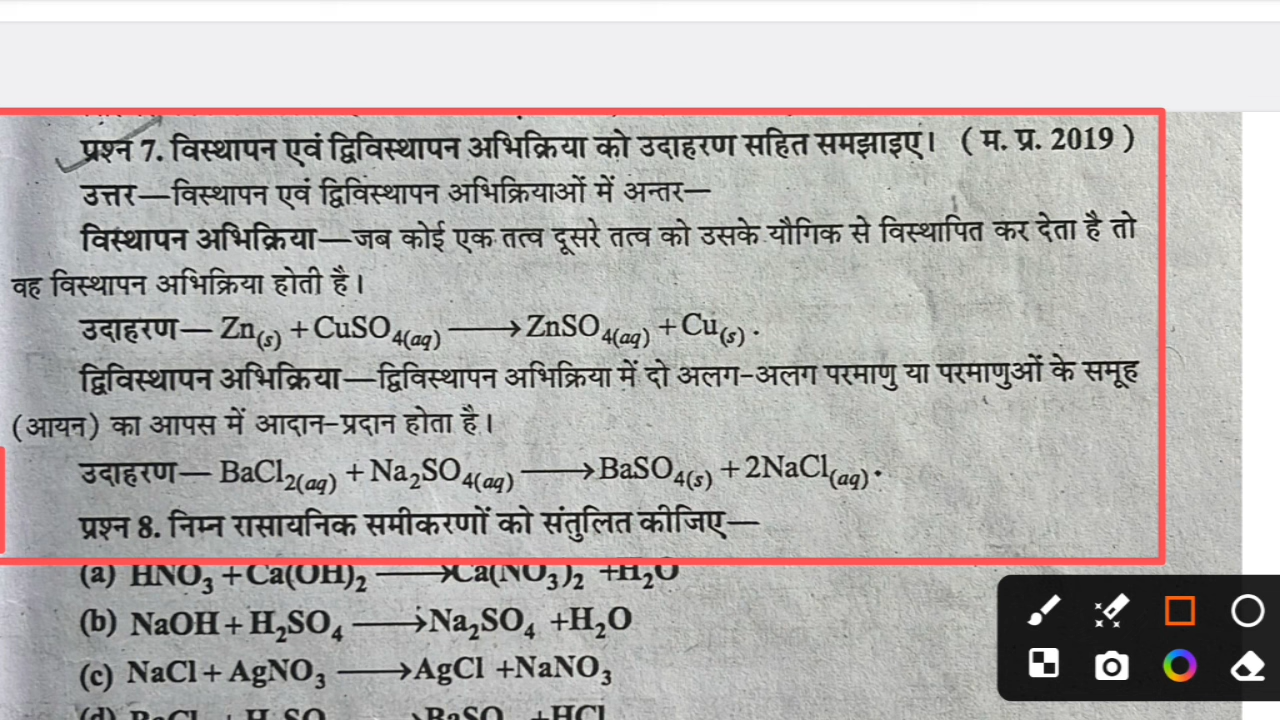 प्रश्न 7. विस्थापन एवं द्विविस्थापन अभिक्रिया को उदाहरण सहित समझाइए। ( म. प्र. 2019 )
उत्तर—विस्थापन एवं द्विविस्थापन अभिक्रियाओं में अन्तर—
विस्थापन अभिक्रिया—जब कोई एक तत्व दूसरे तत्व को उसके यौगिक से विस्थापित कर देता है तो
वह विस्थापन अभिक्रिया होती है।
उदाहरण— Zn(s) + CuSO4(aq) ⟶ ZnSO4(aq) + Cu(s) .
द्विविस्थापन अभिक्रिया—द्विविस्थापन अभिक्रिया में दो अलग-अलग परमाणु या परमाणुओं के समूह
(आयन) का आपस में आदान-प्रदान होता है।
उदाहरण— BaCl2(aq) + Na2SO4(aq) ⟶ BaSO4(s) + 2NaCl(aq) .
प्रश्न 8. निम्न रासायनिक समीकरणों को संतुलित कीजिए—
(a) HNO3 + Ca(OH)2 ⟶ Ca(NO3)2 + H2O
(b) NaOH + H2SO4 ⟶ Na2SO4 + H2O
(c) NaCl + AgNO3 ⟶ AgCl + NaNO3
(d) BaCl + H SO ⟶ BaSO + HCl